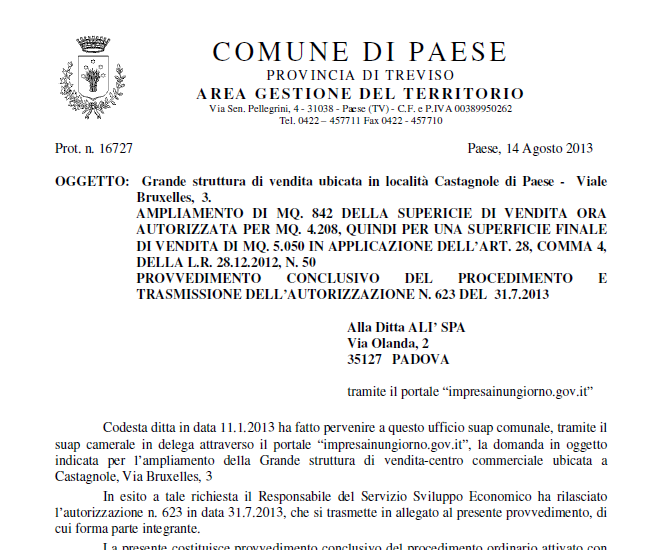 COMUNE DI PAESE
PROVINCIA DI TREVISO
AREA GESTIONE DEL TERRITORIO
Via Sen. Pellegrini, 4 - 31038 - Paese (TV) - C.F. e P.IVA 00389950262
Tel. 0422 – 457711 Fax 0422 - 457710
Prot. n. 16727 Paese, 14 Agosto 2013
OGGETTO: Grande struttura di vendita ubicata in località Castagnole di Paese - Viale
Bruxelles, 3.
AMPLIAMENTO DI MQ. 842 DELLA SUPERICIE DI VENDITA ORA
AUTORIZZATA PER MQ. 4.208, QUINDI PER UNA SUPERFICIE FINALE
DI VENDITA DI MQ. 5.050 IN APPLICAZIONE DELL'ART. 28, COMMA 4,
DELLA L.R. 28.12.2012, N. 50
PROVVEDIMENTO CONCLUSIVO DEL PROCEDIMENTO E
TRASMISSIONE DELL'AUTORIZZAZIONE N. 623 DEL 31.7.2013
Alla Ditta ALI' SPA
Via Olanda, 2
35127 PADOVA
tramite il portale “impresainungiorno.gov.it”
Codesta ditta in data 11.1.2013 ha fatto pervenire a questo ufficio suap comunale, tramite il
suap camerale in delega attraverso il portale “impresainungiorno.gov.it”, la domanda in oggetto
indicata per l'ampliamento della Grande struttura di vendita-centro commerciale ubicata a
Castagnole, Via Bruxelles, 3
In esito a tale richiesta il Responsabile del Servizio Sviluppo Economico ha rilasciato
l'autorizzazione n. 623 in data 31.7.2013, che si trasmette in allegato al presente provvedimento, di
cui forma parte integrante.
La presente costituisce provvedimento conclusivo del procedimento ordinario attivato con